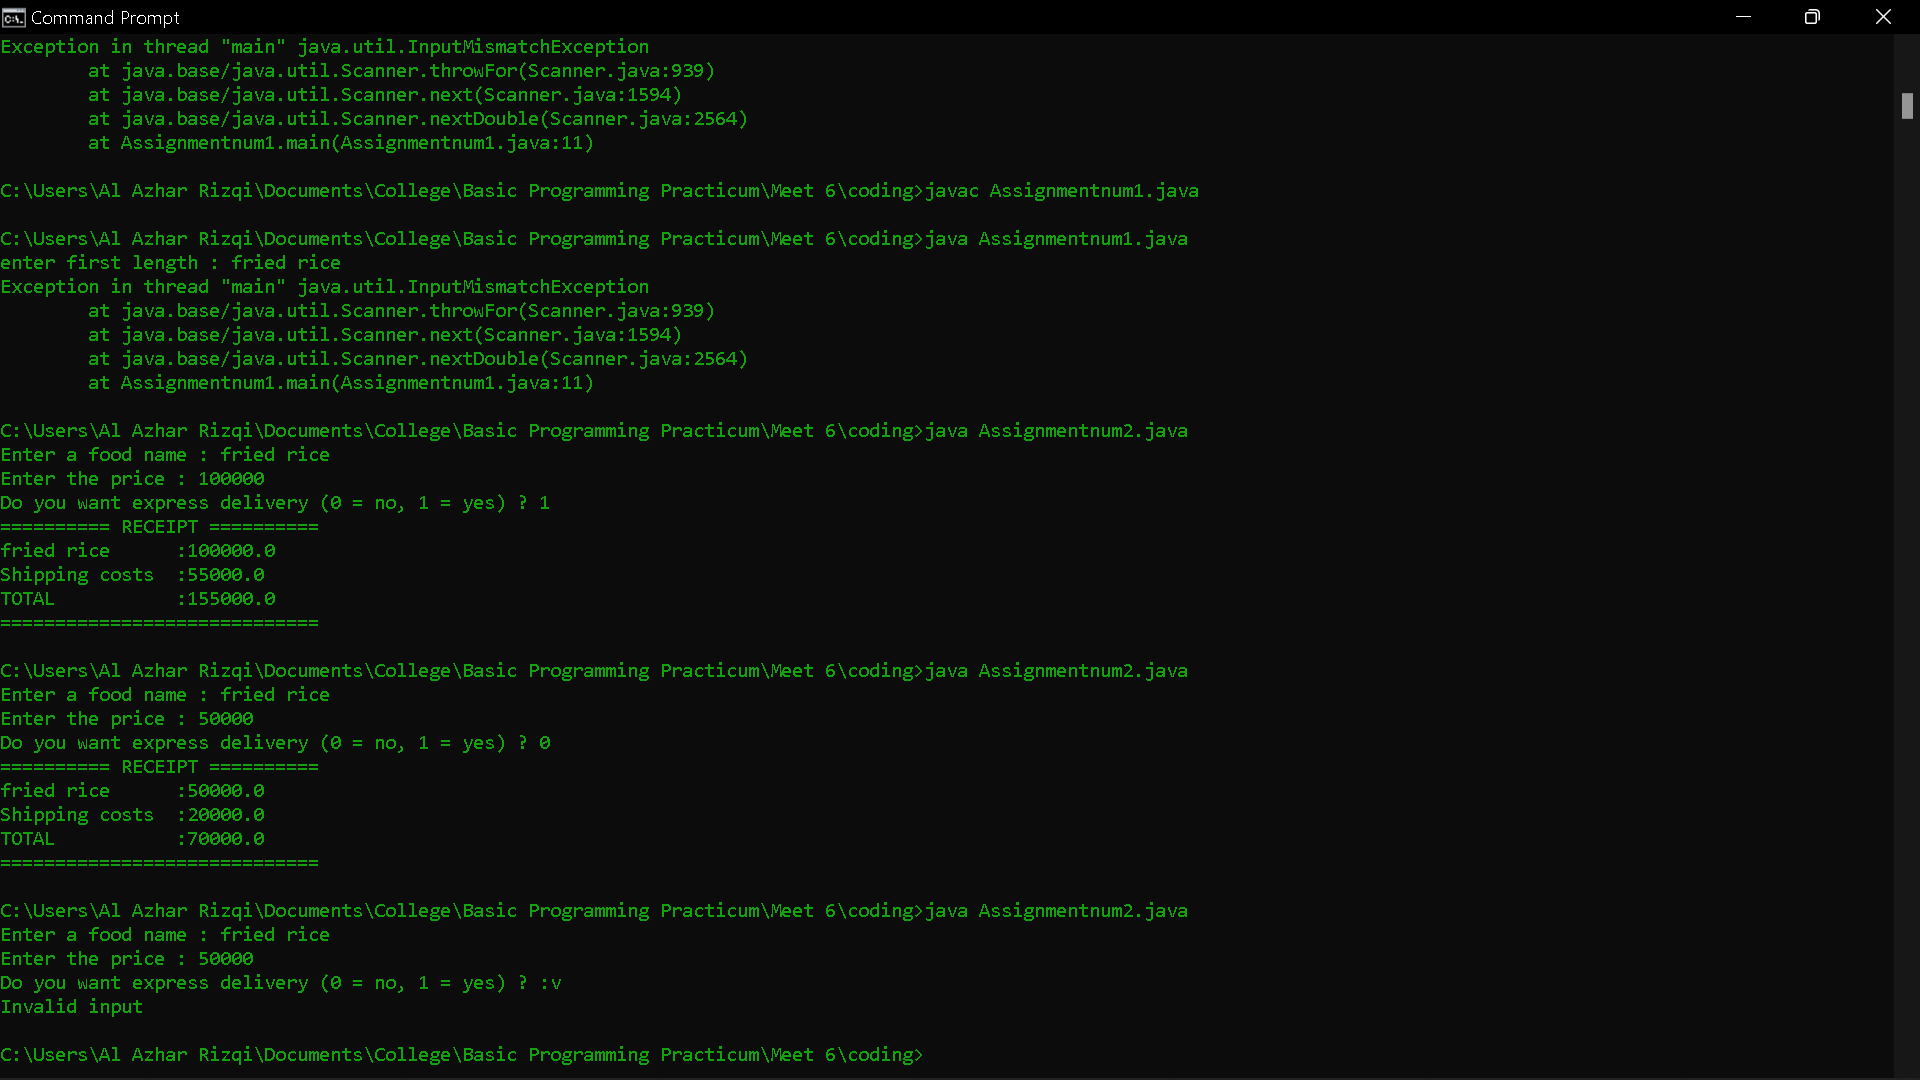 Command Prompt
Exception in thread "main" java.util.InputMismatchException
        at java.base/java.util.Scanner.throwFor(Scanner.java:939)
        at java.base/java.util.Scanner.next(Scanner.java:1594)
        at java.base/java.util.Scanner.nextDouble(Scanner.java:2564)
        at Assignmentnum1.main(Assignmentnum1.java:11)
C:\Users\Al Azhar Rizqi\Documents\College\Basic Programming Practicum\Meet 6\coding>javac Assignmentnum1.java
C:\Users\Al Azhar Rizqi\Documents\College\Basic Programming Practicum\Meet 6\coding>java Assignmentnum1.java
enter first length : fried rice
Exception in thread "main" java.util.InputMismatchException
        at java.base/java.util.Scanner.throwFor(Scanner.java:939)
        at java.base/java.util.Scanner.next(Scanner.java:1594)
        at java.base/java.util.Scanner.nextDouble(Scanner.java:2564)
        at Assignmentnum1.main(Assignmentnum1.java:11)
C:\Users\Al Azhar Rizqi\Documents\College\Basic Programming Practicum\Meet 6\coding>java Assignmentnum2.java
Enter a food name : fried rice
Enter the price : 100000
Do you want express delivery (0 = no, 1 = yes) ? 1
========== RECEIPT ==========
fried rice      :100000.0
Shipping costs  :55000.0
TOTAL           :155000.0
=============================
C:\Users\Al Azhar Rizqi\Documents\College\Basic Programming Practicum\Meet 6\coding>java Assignmentnum2.java
Enter a food name : fried rice
Enter the price : 50000
Do you want express delivery (0 = no, 1 = yes) ? 0
========== RECEIPT ==========
fried rice      :50000.0
Shipping costs  :20000.0
TOTAL           :70000.0
=============================
C:\Users\Al Azhar Rizqi\Documents\College\Basic Programming Practicum\Meet 6\coding>java Assignmentnum2.java
Enter a food name : fried rice
Enter the price : 50000
Do you want express delivery (0 = no, 1 = yes) ? :v
Invalid input
C:\Users\Al Azhar Rizqi\Documents\College\Basic Programming Practicum\Meet 6\coding>